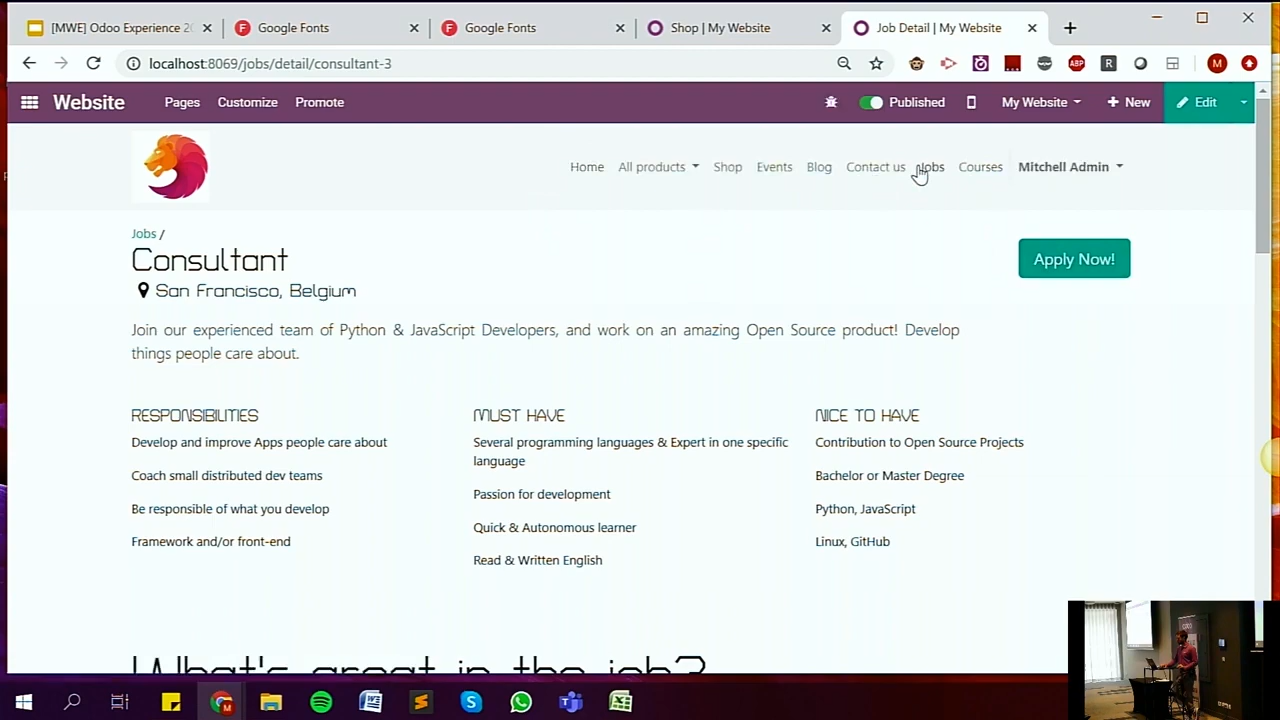 [MWE] Odoo Experience 20
Google Fonts
Google Fonts
Shop | My Website
Job Detail | My Website
localhost:8069/jobs/detail/consultant-3
ABP
R
M
Website
Pages
Customize
Promote
Published
My Website
New
Edit
Home
All products
Shop
Events
Blog
Contact us
Jobs
Courses
Mitchell Admin
Jobs /
Consultant
San Francisco, Belgium
Apply Now!
Join our experienced team of Python & JavaScript Developers, and work on an amazing Open Source product! Develop
things people care about.
RESPONSIBILITIES
Develop and improve Apps people care about
Coach small distributed dev teams
Be responsible of what you develop
Framework and/or front-end
MUST HAVE
Several programming languages & Expert in one specific
language
Passion for development
Quick & Autonomous learner
Read & Written English
NICE TO HAVE
Contribution to Open Source Projects
Bachelor or Master Degree
Python, JavaScript
Linux, GitHub
What's great in the job?